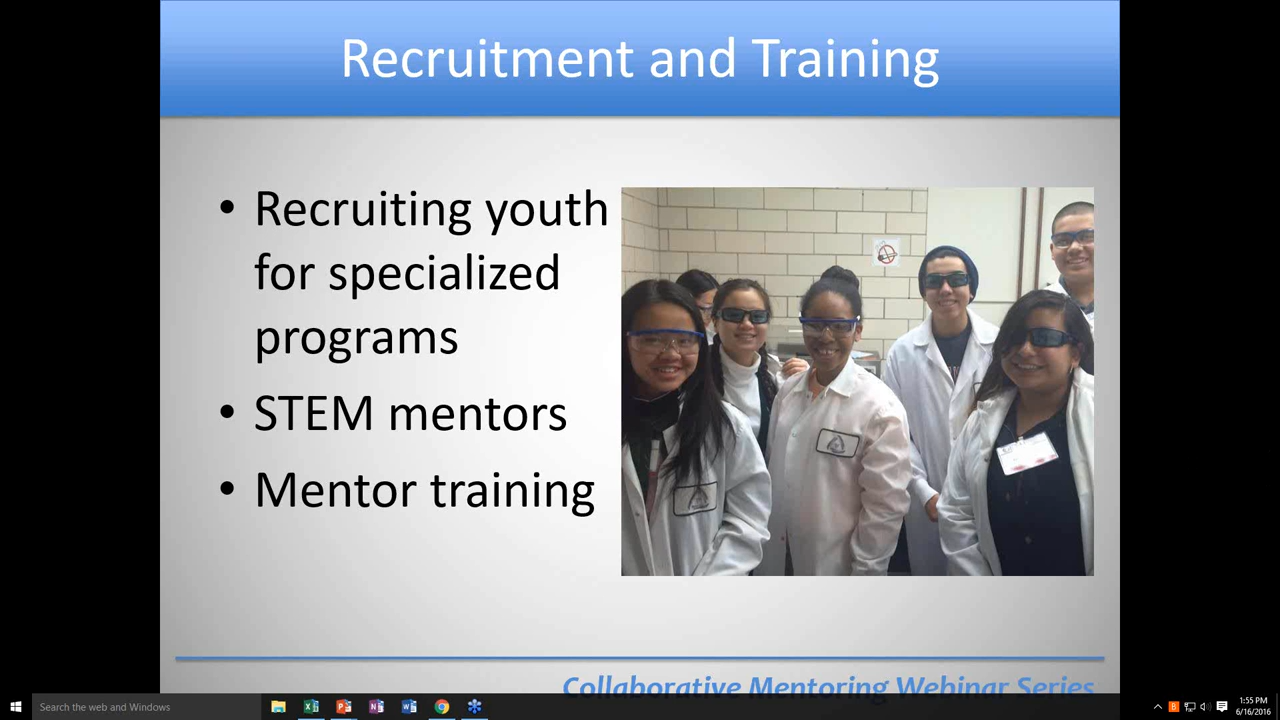 Recruitment and Training
• Recruiting youth
for specialized
programs
• STEM mentors
• Mentor training
Collaborative Mentoring Webinar Series
Search the web and Windows
1:55 PM
6/16/2016